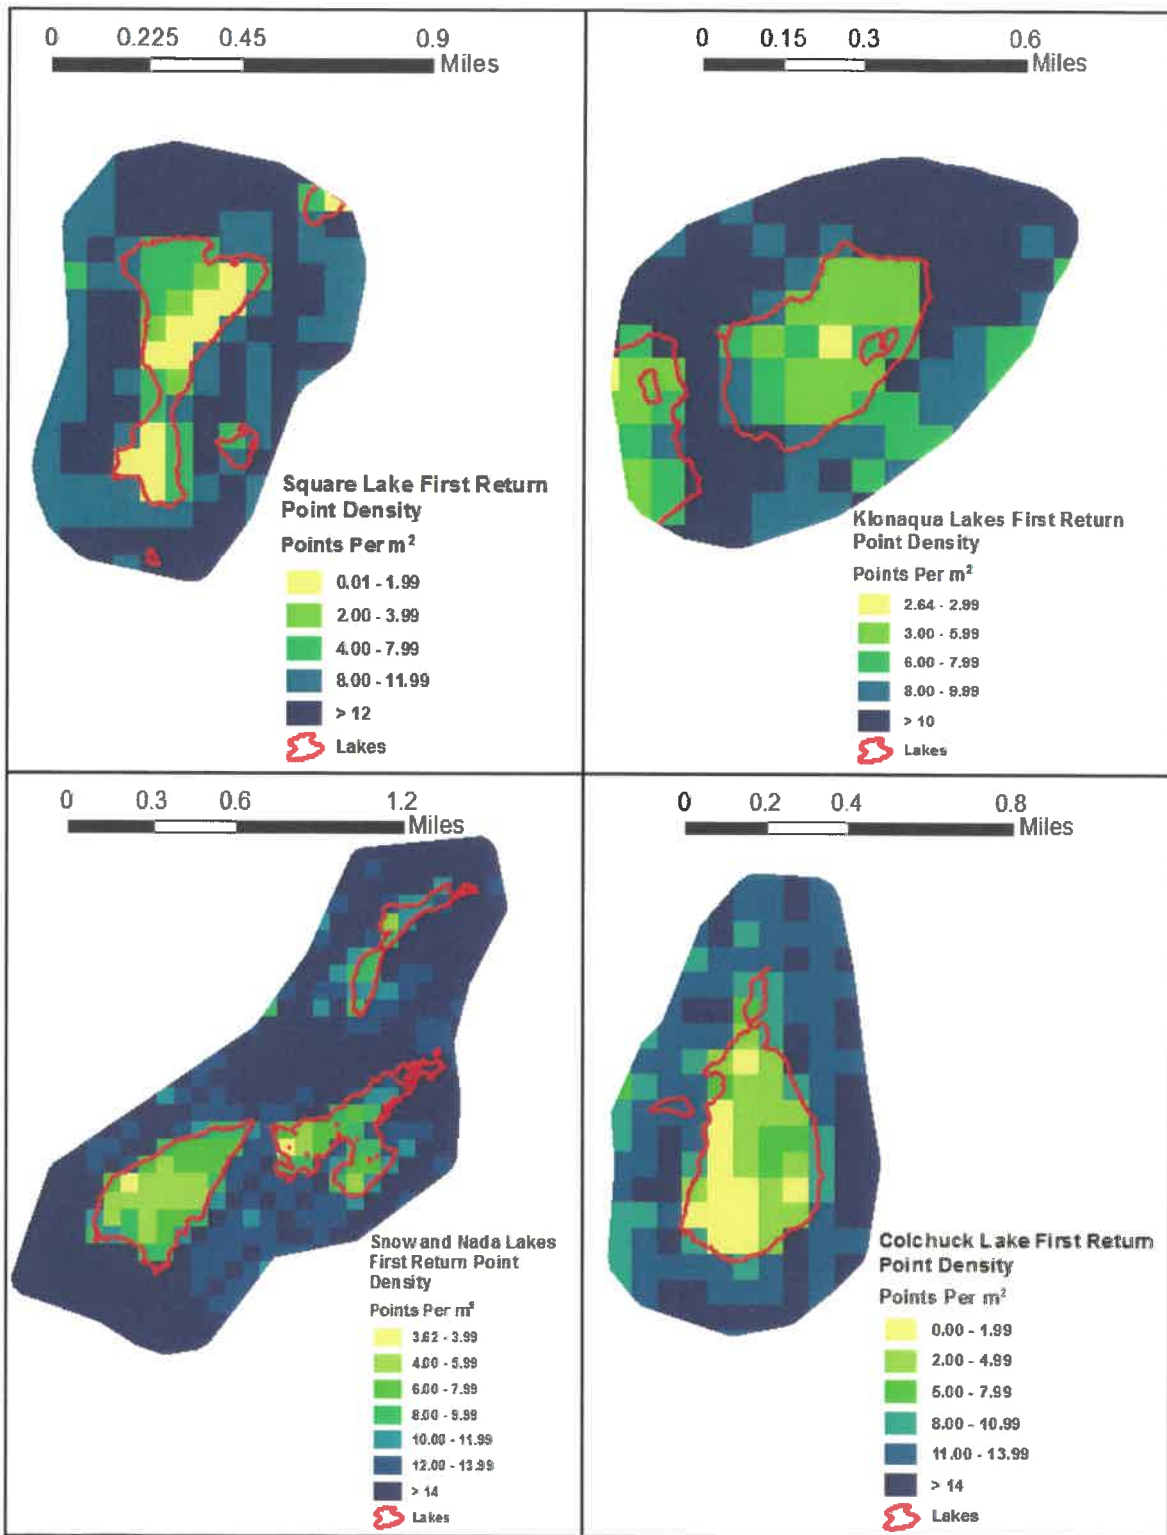 0 0.225 0.45 0.9
Miles
Square Lake First Return
Point Density
Points Per m²
0.01 - 1.99
2.00 - 3.99
4.00 - 7.99
8.00 - 11.99
> 12
Lakes
0 0.15 0.3 0.6
Miles
Klonaqua Lakes First Return
Point Density
Points Per m²
2.64 - 2.99
3.00 - 5.99
6.00 - 7.99
8.00 - 9.99
> 10
Lakes
0 0.3 0.6 1.2
Miles
Snow and Nada Lakes
First Return Point
Density
Points Per m²
3.62 - 3.99
4.00 - 5.99
6.00 - 7.99
8.00 - 9.99
10.00 - 11.99
12.00 - 13.99
> 14
Lakes
0 0.2 0.4 0.8
Miles
Colchuck Lake First Return
Point Density
Points Per m²
0.00 - 1.99
2.00 - 4.99
5.00 - 7.99
8.00 - 10.99
11.00 - 13.99
> 14
Lakes